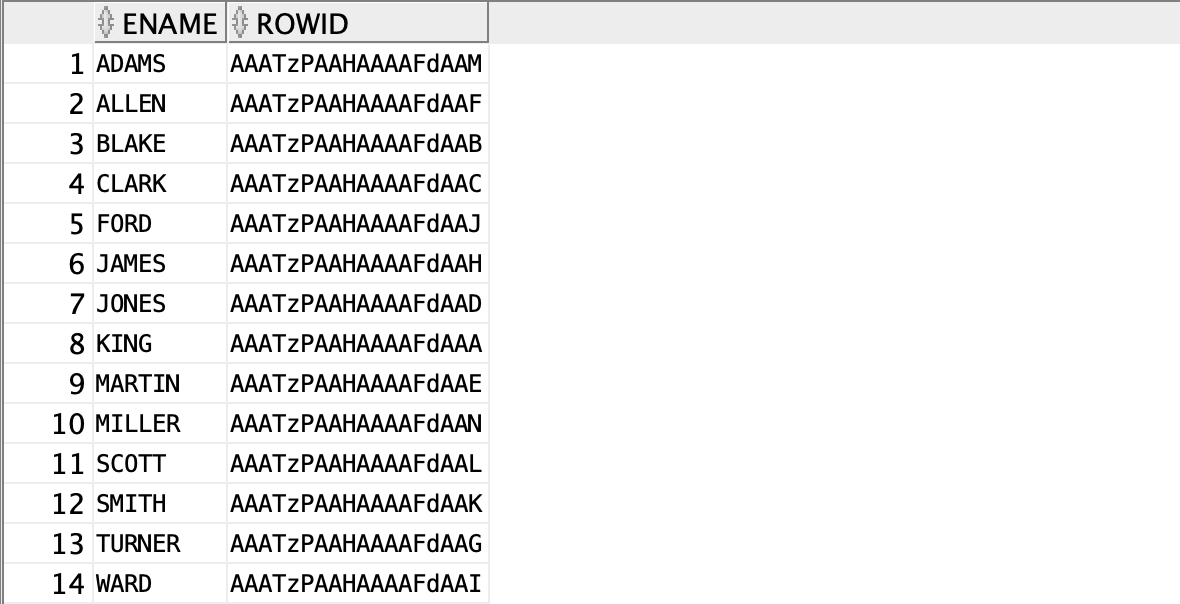 ENAME ROWID
1 ADAMS AAATzPAAHAAAAFdAAM
2 ALLEN AAATzPAAHAAAAFdAAF
3 BLAKE AAATzPAAHAAAAFdAAB
4 CLARK AAATzPAAHAAAAFdAAC
5 FORD AAATzPAAHAAAAFdAAJ
6 JAMES AAATzPAAHAAAAFdAAH
7 JONES AAATzPAAHAAAAFdAAD
8 KING AAATzPAAHAAAAFdAAA
9 MARTIN AAATzPAAHAAAAFdAAE
10 MILLER AAATzPAAHAAAAFdAAN
11 SCOTT AAATzPAAHAAAAFdAAL
12 SMITH AAATzPAAHAAAAFdAAK
13 TURNER AAATzPAAHAAAAFdAAG
14 WARD AAATzPAAHAAAAFdAAI